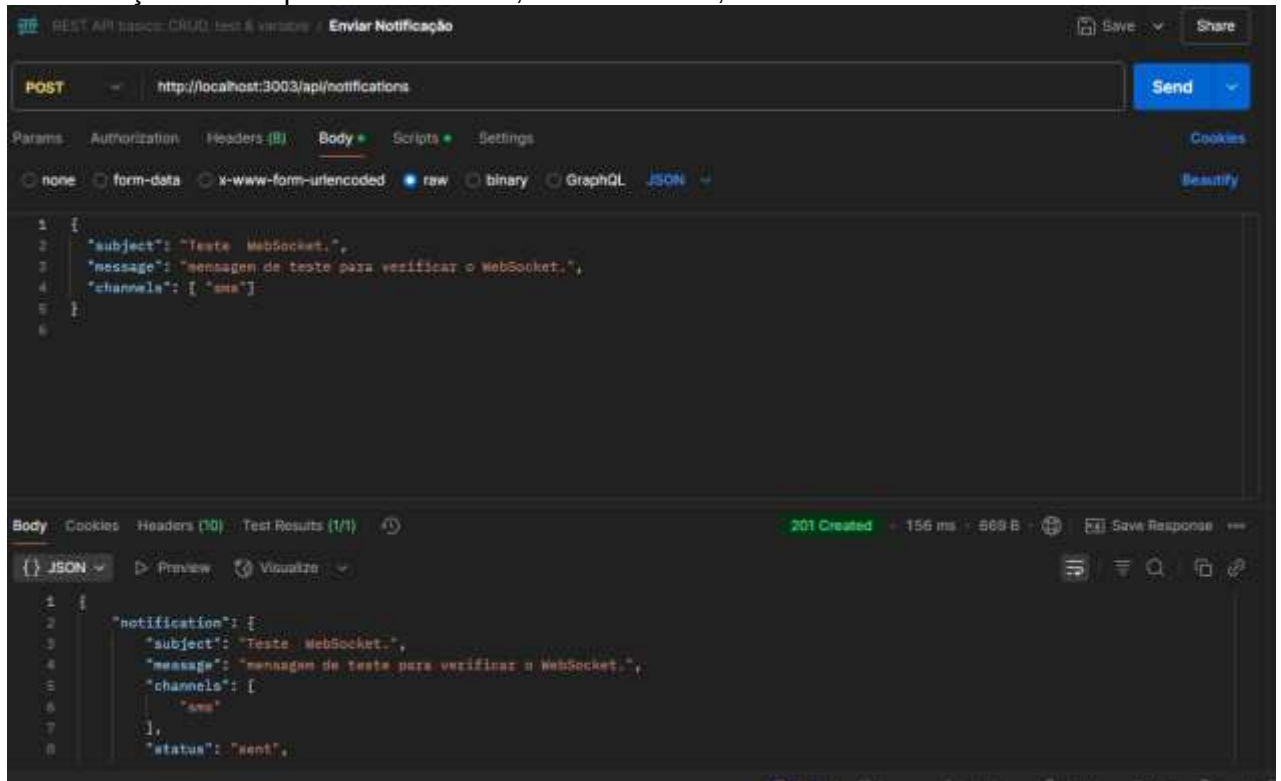 REST API basics: CRUD, test & variable / Enviar Notificação Save Share
POST http://localhost:3003/api/notifications Send
Params Authorization Headers (8) Body Scripts Settings Cookies
none form-data x-www-form-urlencoded raw binary GraphQL JSON Beautify
1 {
2 "subject": "Teste WebSocket.",
3 "message": "mensagem de teste para verificar o WebSocket.",
4 "channels": [ "sms"]
5 }
6
Body Cookies Headers (10) Test Results (1/1) 201 Created 156 ms 669 B Save Response
{} JSON Preview Visualize
1 {
2 "notification": {
3 "subject": "Teste WebSocket.",
4 "message": "mensagem de teste para verificar o WebSocket.",
5 "channels": [
6 "sms"
7 ],
8 "status": "sent",